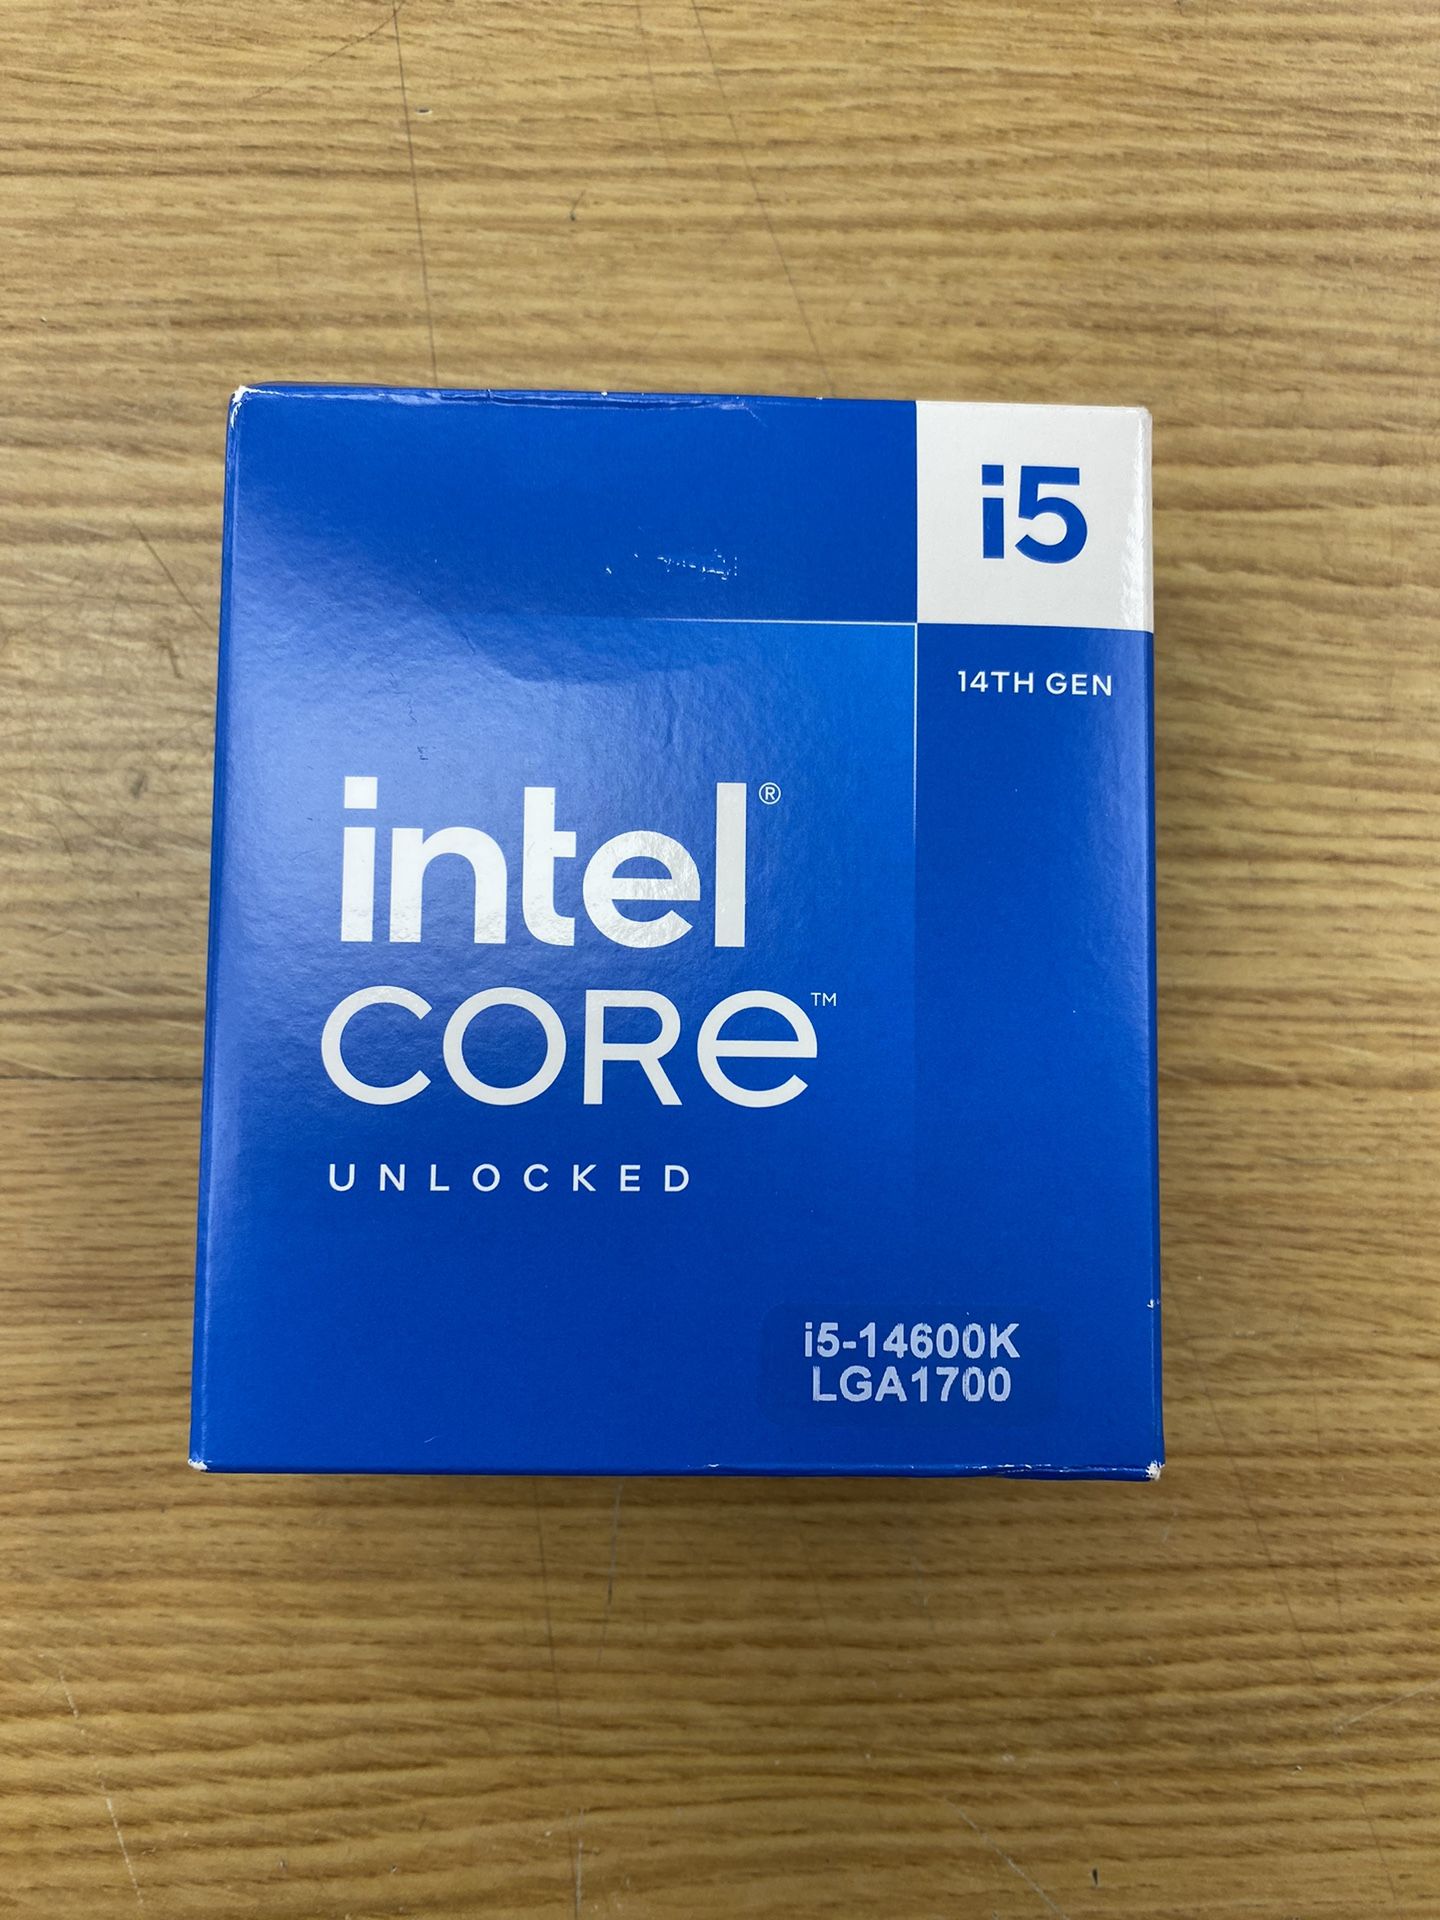 i5
14TH GEN
intel®
CORE™
UNLOCKED
i5-14600K
LGA1700